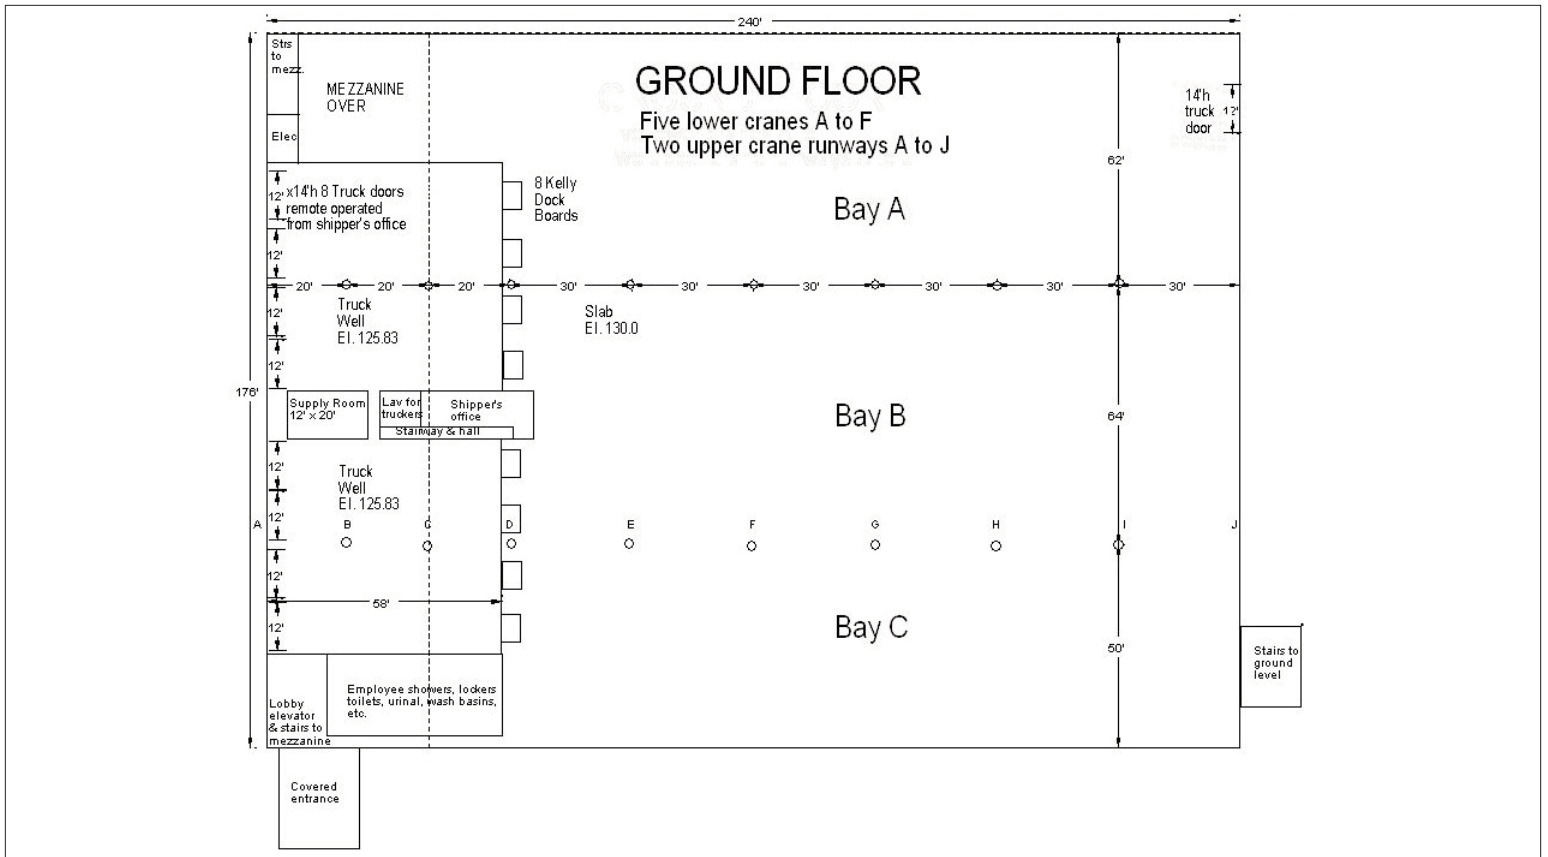 240'
Strs
to
mezz.
MEZZANINE
OVER
GROUND FLOOR
Five lower cranes A to F
Two upper crane runways A to J
14'h
truck
door
12'
Elec
62'
12'
x14'h 8 Truck doors
remote operated
from shipper's office
8 Kelly
Dock
Boards
Bay A
12'
20'
20'
20'
30'
30'
30'
30'
30'
30'
12'
Truck
Well
El. 125.83
Slab
El. 130.0
12'
176'
Supply Room
12' x 20'
Lav for
truckers
Shipper's
office
Stairway & hall
Bay B
64'
12'
Truck
Well
El. 125.83
12'
A
B
C
D
E
F
G
H
I
J
12'
58'
12'
Bay C
50'
Stairs to
ground
level
Employee showers, lockers
toilets, urinal, wash basins,
etc.
Lobby
elevator
& stairs to
mezzanine
Covered
entrance